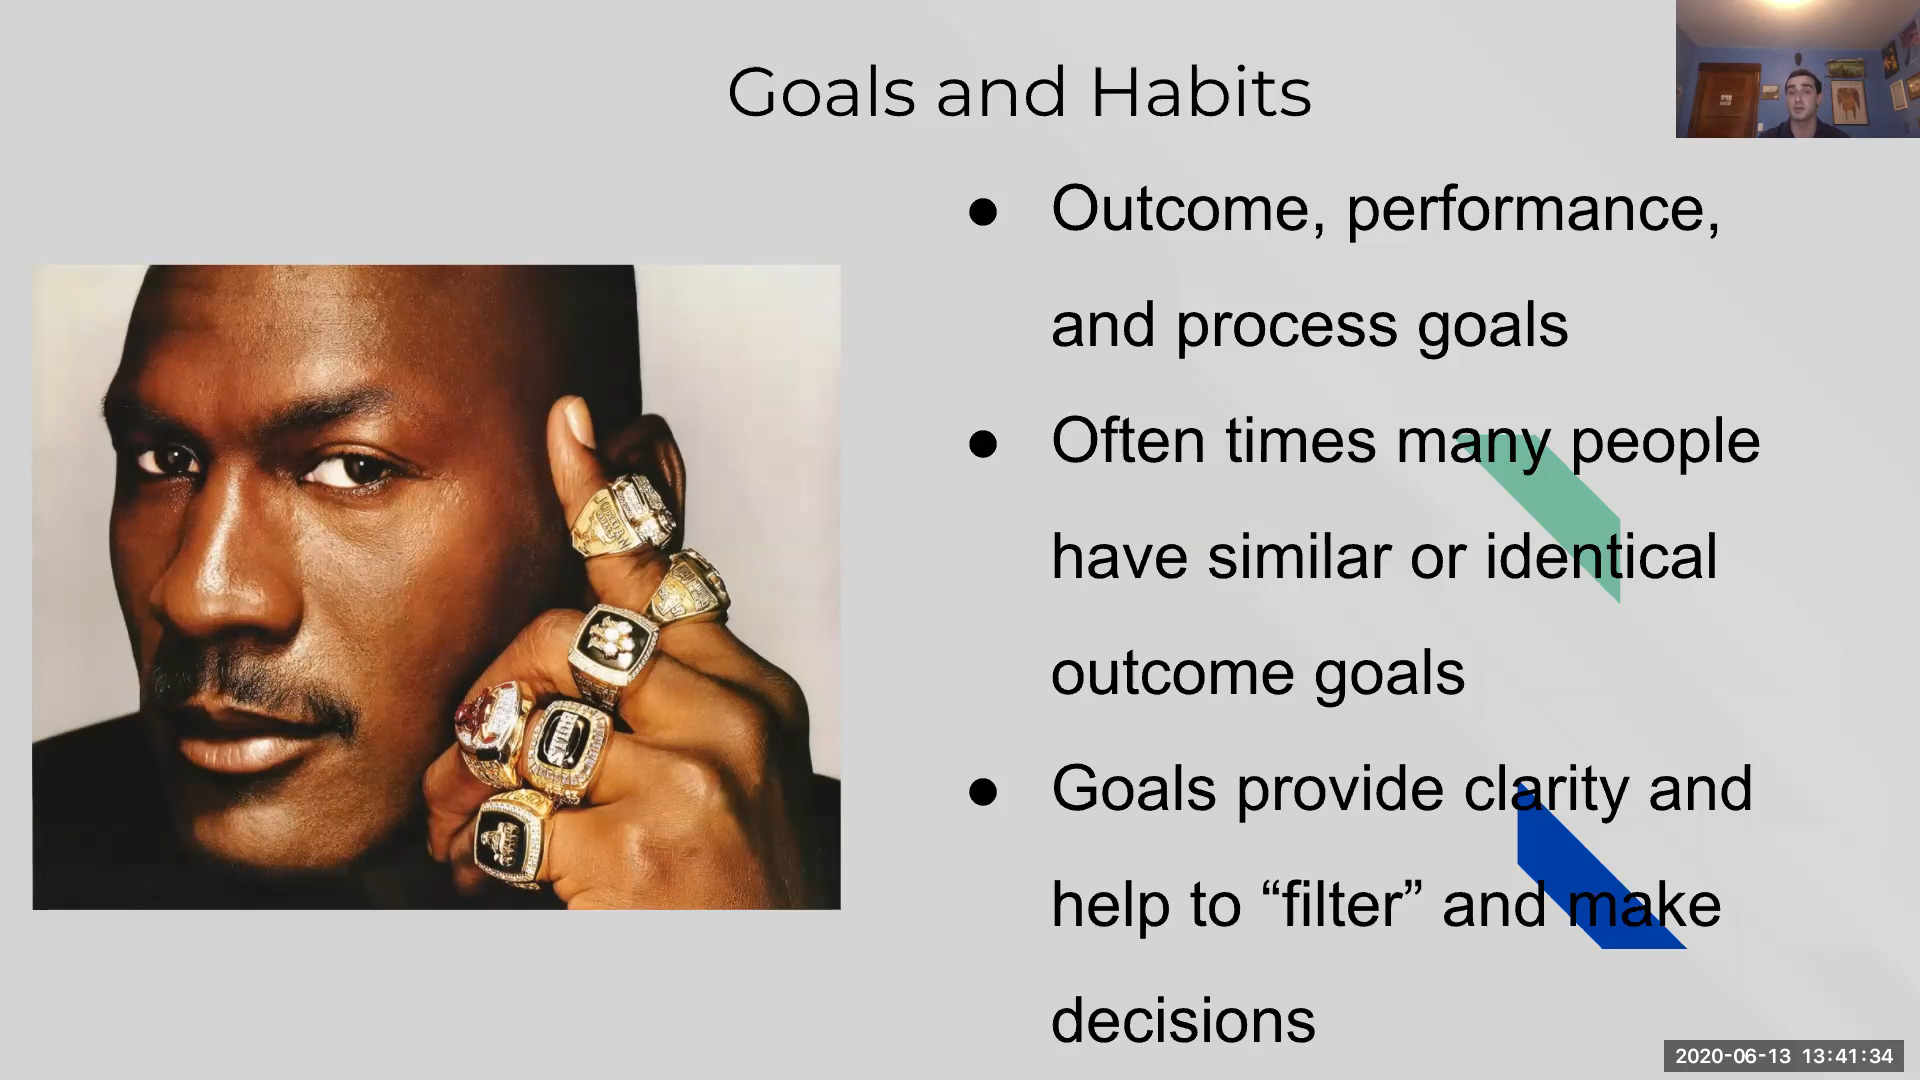 Goals and Habits
● Outcome, performance,
and process goals
● Often times many people
have similar or identical
outcome goals
● Goals provide clarity and
help to “filter” and make
decisions
BULLS
2020-06-13 13:41:34